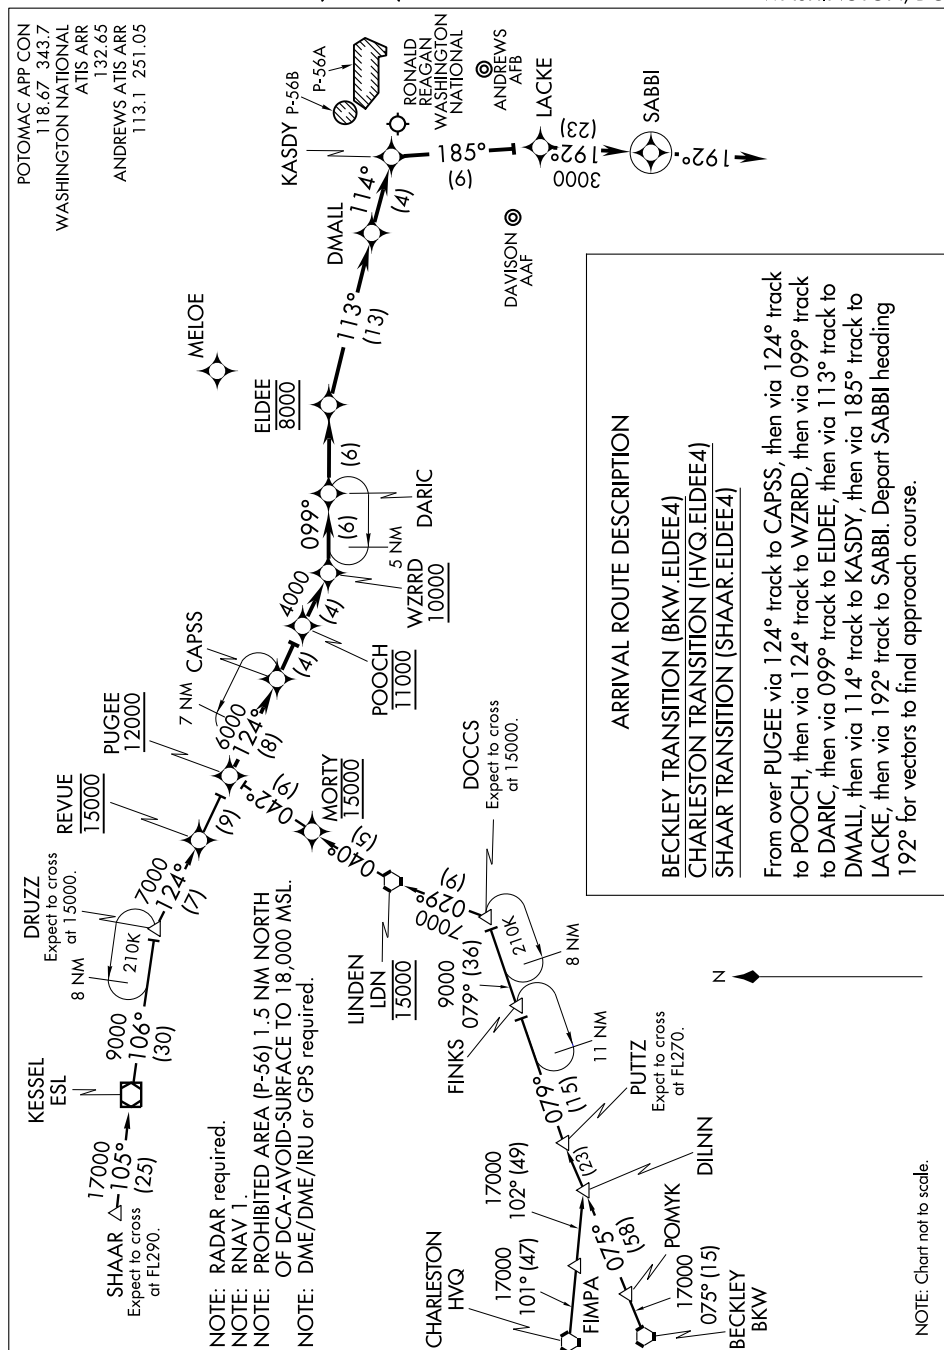 WASHINGTON, D.C.
POTOMAC APP CON
118.67 343.7
WASHINGTON NATIONAL
ATIS ARR
132.65
ANDREWS ATIS ARR
113.1 251.05
P-56B
P-56A
RONALD
REAGAN
WASHINGTON
NATIONAL
ANDREWS
AFB
LACKE
SABBI
KASDY
185°
(9)
192°
(23)
3000
192°
114°
(4)
DMALL
DAVISON
AAF
113°
(13)
MELOE
ELDEE
8000
(6)
DARIC
099°
(6)
5 NM
WZRRD
10000
4000
(4)
POOCH
11000
(4)
CAPSS
7 NM
6000
124°
(8)
PUGEE
12000
REVUE
15000
(9)
042°
(9)
MORTY
15000
040°
(5)
LINDEN
LDN
15000
7000
029°
(9)
DOCCS
Expect to cross
at 15000.
DRUZZ
Expect to cross
at 15000.
7000
124°
(7)
8 NM
210K
KESSEL
ESL
9000
106°
(30)
SHAAR
Expect to cross
at FL290.
17000
105°
(25)
NOTE: RADAR required.
NOTE: RNAV 1.
NOTE: PROHIBITED AREA (P-56) 1.5 NM NORTH
OF DCA-AVOID-SURFACE TO 18,000 MSL.
NOTE: DME/DME/IRU or GPS required.
9000
079° (36)
210K
8 NM
FINKS
11 NM
079°
(15)
PUTTZ
Expct to cross
at FL270.
(23)
DILNN
17000
102° (49)
CHARLESTON
HVQ
17000
101° (47)
FIMPA
075°
(58)
POMYK
17000
075° (15)
BECKLEY
BKW
N
ARRIVAL ROUTE DESCRIPTION
BECKLEY TRANSITION (BKW.ELDEE4)
CHARLESTON TRANSITION (HVQ.ELDEE4)
SHAAR TRANSITION (SHAAR.ELDEE4)
From over PUGEE via 124° track to CAPSS, then via 124° track
to POOCH, then via 124° track to WZRRD, then via 099° track
to DARIC, then via 099° track to ELDEE, then via 113° track to
DMALL, then via 114° track to KASDY, then via 185° track to
LACKE, then via 192° track to SABBI. Depart SABBI heading
192° for vectors to final approach course.
NOTE: Chart not to scale.